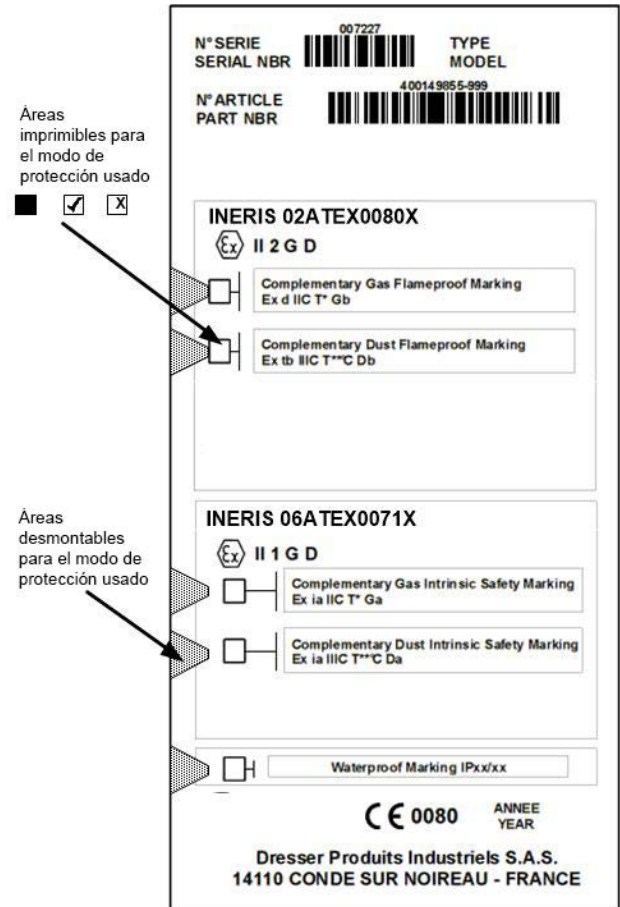 007227
N° SERIE
SERIAL NBR
TYPE
MODEL
400149855-999
N° ARTICLE
PART NBR
Áreas
imprimibles para
el modo de
protección usado
X
INERIS 02ATEX0080X
Ex II 2 G D
Complementary Gas Flameproof Marking
Ex d IIC T* Gb
Complementary Dust Flameproof Marking
Ex tb IIIC T**°C Db
Áreas
desmontables
para el modo de
protección usado
INERIS 06ATEX0071X
Ex II 1 G D
Complementary Gas Intrinsic Safety Marking
Ex ia IIC T* Ga
Complementary Dust Intrinsic Safety Marking
Ex ia IIIC T**°C Da
Waterproof Marking IPxx/xx
CE 0080
ANNEE
YEAR
Dresser Produits Industriels S.A.S.
14110 CONDE SUR NOIREAU - FRANCE